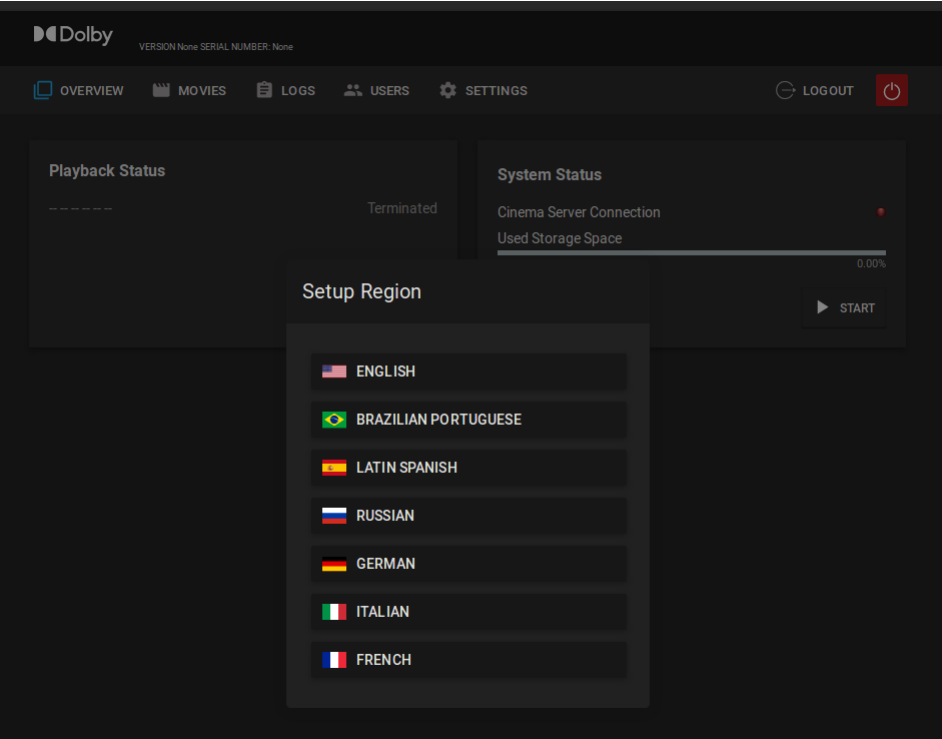 Dolby
VERSION None SERIAL NUMBER: None
OVERVIEW MOVIES LOGS USERS SETTINGS LOGOUT
Playback Status
-- -- -- -- -- -- Terminated
System Status
Cinema Server Connection
Used Storage Space
0.00%
START
Setup Region
ENGLISH
BRAZILIAN PORTUGUESE
LATIN SPANISH
RUSSIAN
GERMAN
ITALIAN
FRENCH